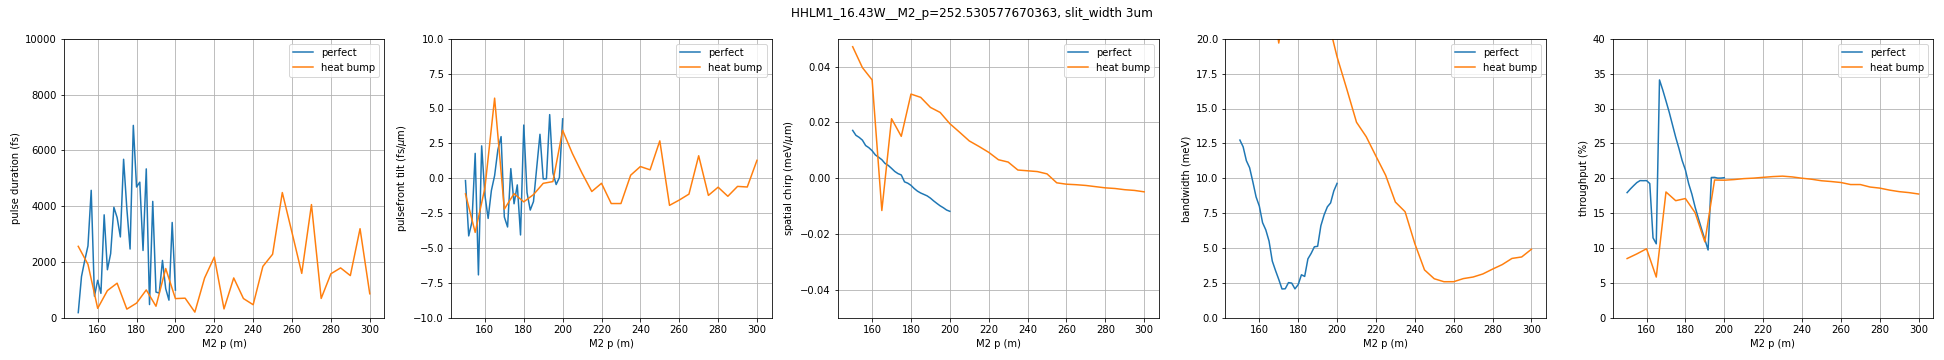 HHLM1_16.43W__M2_p=252.530577670363, slit_width 3um
pulse duration (fs)
10000
8000
6000
4000
2000
0
perfect
heat bump
160 180 200 220 240 260 280 300
M2 p (m)
pulsefront tilt (fs/μm)
10.0
7.5
5.0
2.5
0.0
−2.5
−5.0
−7.5
−10.0
perfect
heat bump
160 180 200 220 240 260 280 300
M2 p (m)
spatial chirp (meV/μm)
0.04
0.02
0.00
−0.02
−0.04
perfect
heat bump
160 180 200 220 240 260 280 300
M2 p (m)
bandwidth (meV)
20.0
17.5
15.0
12.5
10.0
7.5
5.0
2.5
0.0
perfect
heat bump
160 180 200 220 240 260 280 300
M2 p (m)
throughput (%)
40
35
30
25
20
15
10
5
0
perfect
heat bump
160 180 200 220 240 260 280 300
M2 p (m)